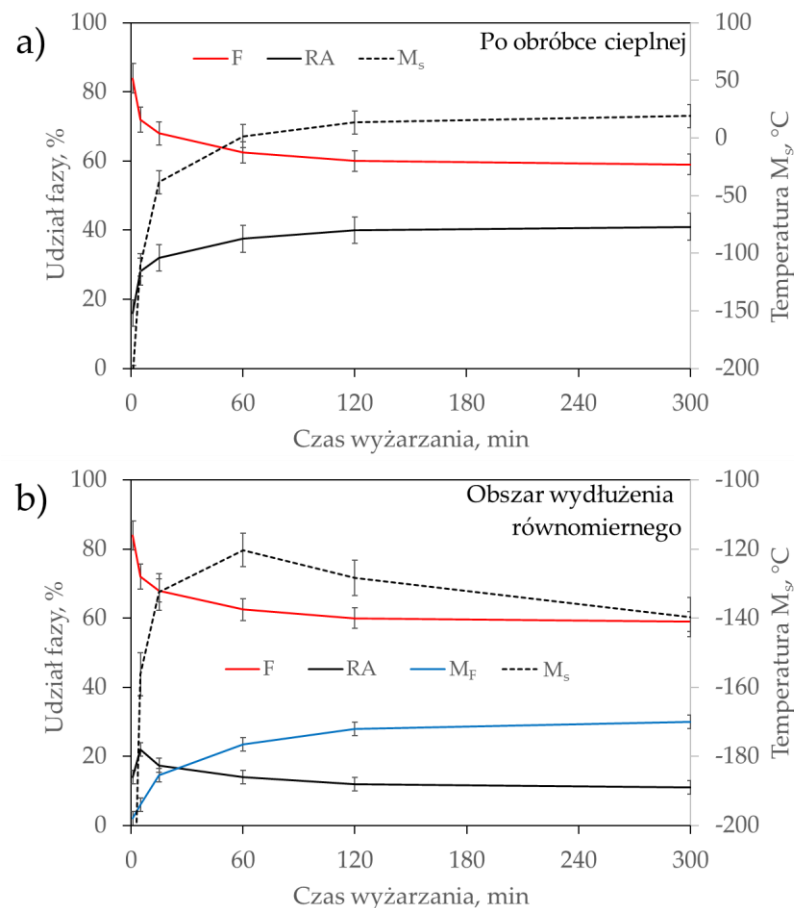 a)
Po obróbce cieplnej
F RA Ms
Udział fazy, %
100
80
60
40
20
0
Temperatura Ms, °C
100
50
0
-50
-100
-150
-200
0 60 120 180 240 300
Czas wyżarzania, min
b)
Obszar wydłużenia
równomiernego
F RA MF Ms
Udział fazy, %
100
80
60
40
20
0
Temperatura Ms, °C
-100
-120
-140
-160
-180
-200
0 60 120 180 240 300
Czas wyżarzania, min